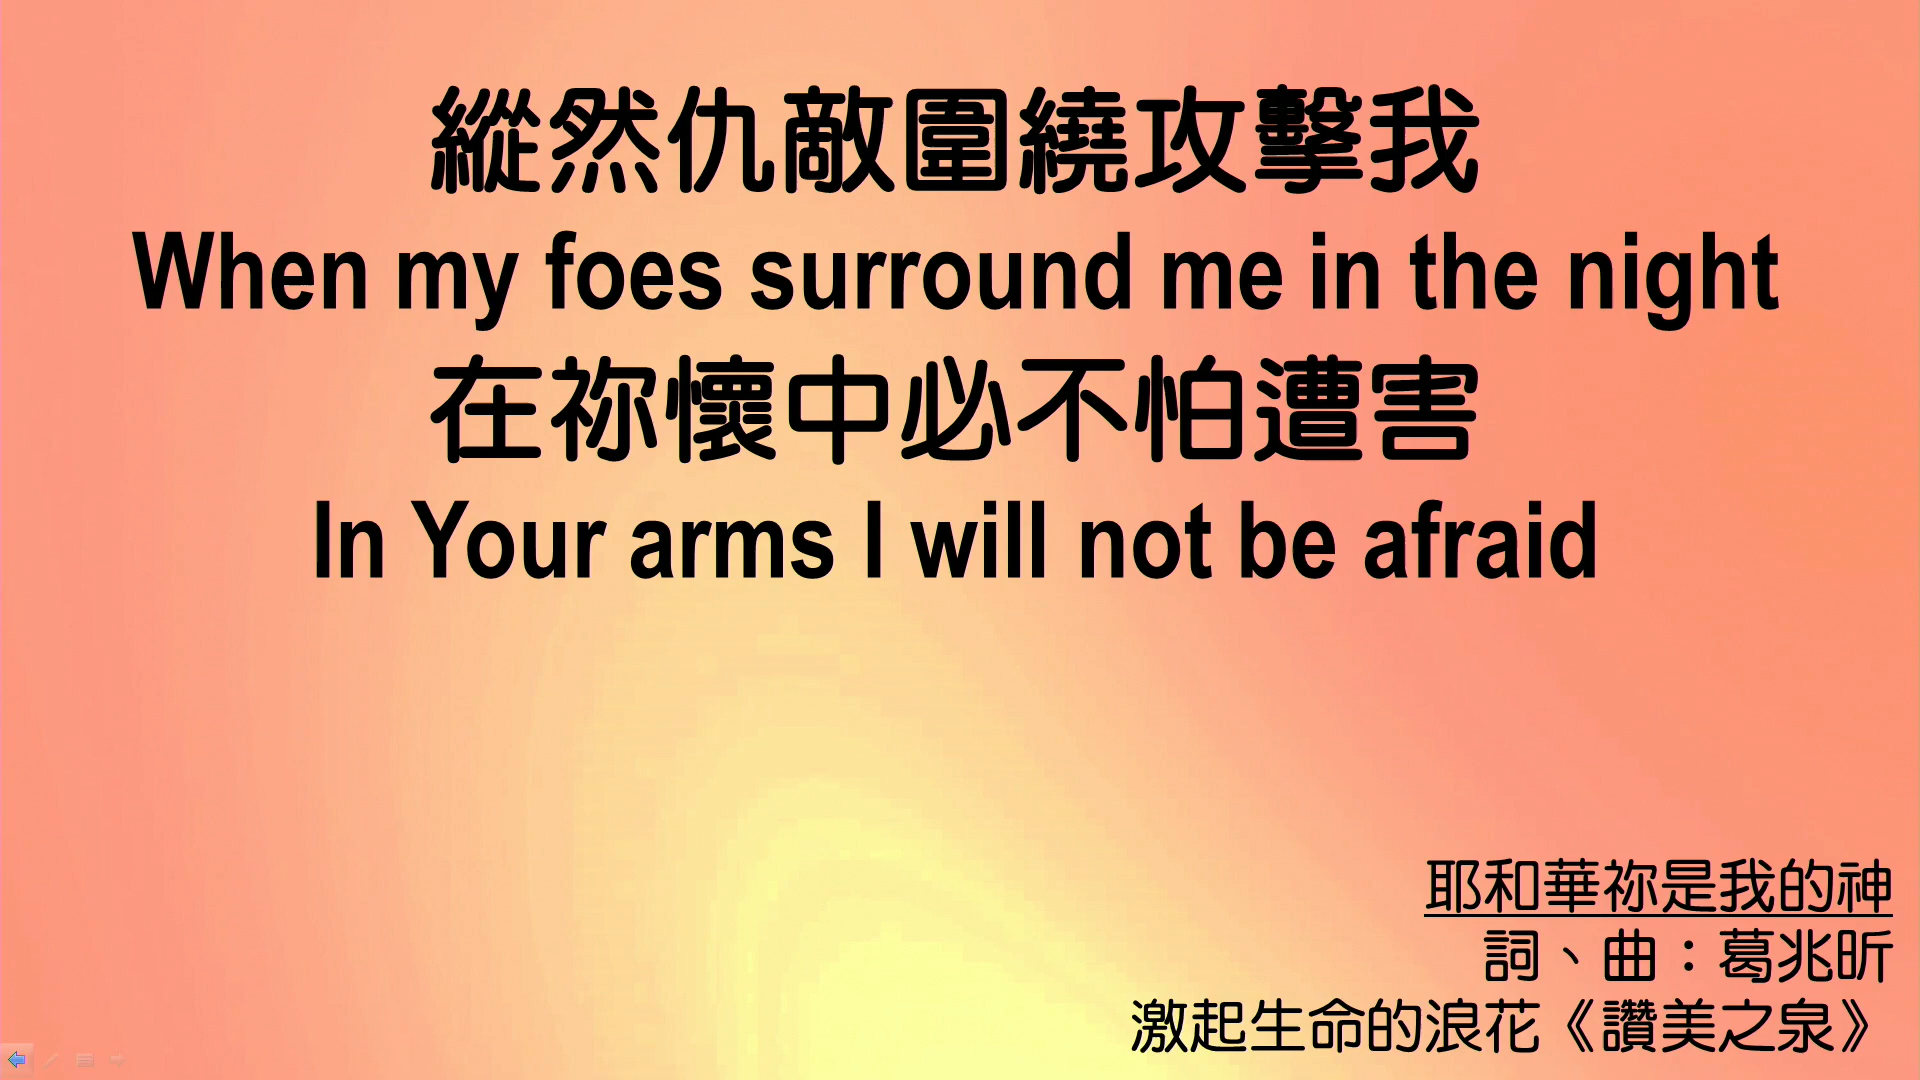 縱然仇敵圍繞攻擊我
When my foes surround me in the night
在祢懷中必不怕遭害
In Your arms I will not be afraid
耶和華祢是我的神
詞、曲：葛兆昕
激起生命的浪花《讚美之泉》